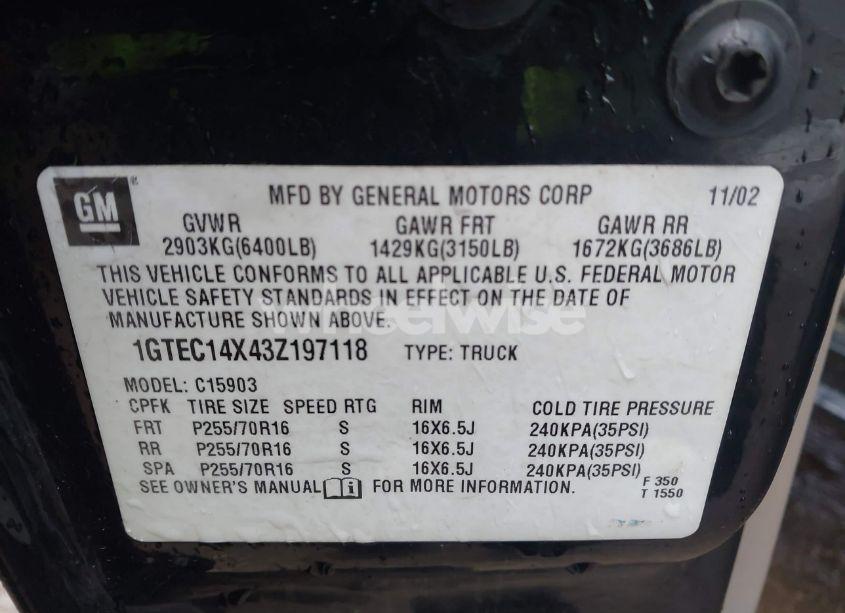 GM
MFD BY GENERAL MOTORS CORP 11/02
GVWR GAWR FRT GAWR RR
2903KG(6400LB) 1429KG(3150LB) 1672KG(3686LB)
THIS VEHICLE CONFORMS TO ALL APPLICABLE U.S. FEDERAL MOTOR
VEHICLE SAFETY STANDARDS IN EFFECT ON THE DATE OF
MANUFACTURE SHOWN ABOVE.
wheelwise
1GTEC14X43Z197118 TYPE: TRUCK
MODEL: C15903
CPFK TIRE SIZE SPEED RTG RIM COLD TIRE PRESSURE
FRT P255/70R16 S 16X6.5J 240KPA(35PSI)
RR P255/70R16 S 16X6.5J 240KPA(35PSI)
SPA P255/70R16 S 16X6.5J 240KPA(35PSI)
SEE OWNER'S MANUAL i FOR MORE INFORMATION.
F 350
T 1550